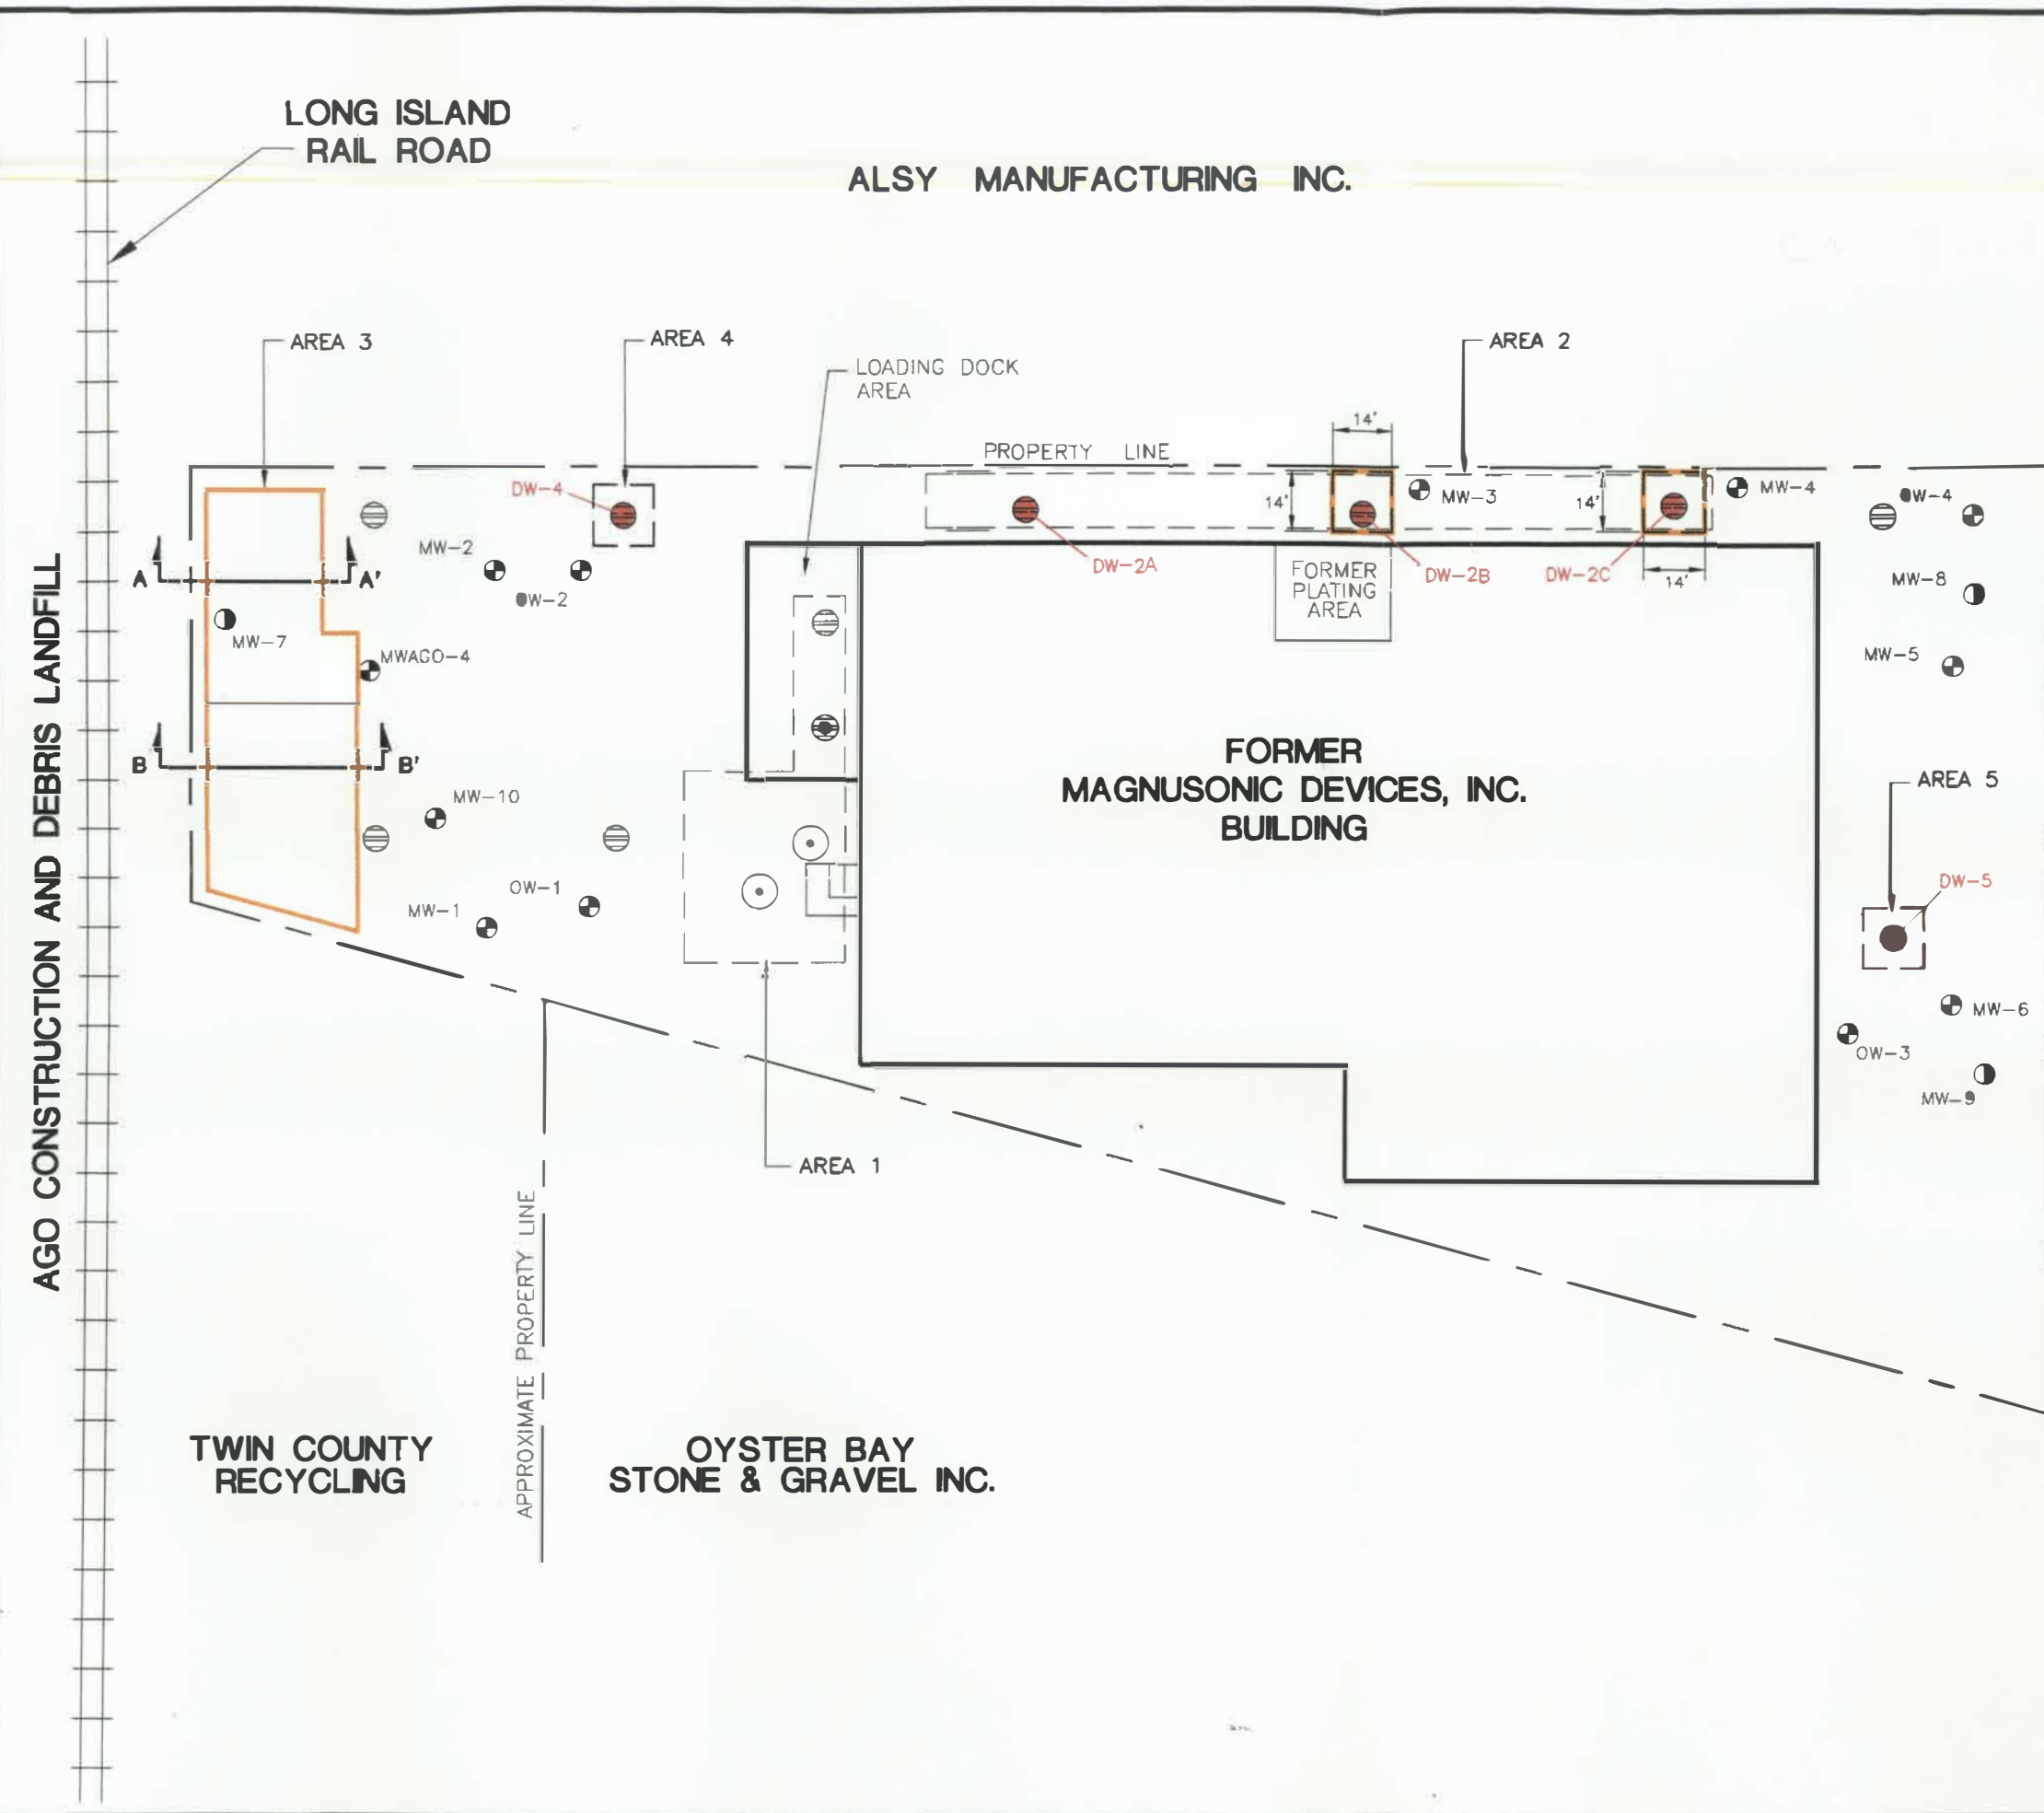 LONG ISLAND
RAIL ROAD
ALSY MANUFACTURING INC.
AREA 3
AREA 4
LOADING DOCK
AREA
AREA 2
PROPERTY LINE
14'
DW-4
14'
MW-3
14'
MW-4
OW-4
MW-2
OW-2
A
A'
DW-2A
FORMER
PLATING
AREA
DW-2B
DW-2C
14'
MW-8
MW-7
MWAGO-4
MW-5
B
B'
FORMER
MAGNUSONIC DEVICES, INC.
BUILDING
AREA 5
MW-10
DW-5
OW-1
MW-1
MW-6
OW-3
MW-9
AREA 1
AGO CONSTRUCTION AND DEBRIS LANDFILL
APPROXIMATE PROPERTY LINE
TWIN COUNTY
RECYCLING
OYSTER BAY
STONE & GRAVEL INC.